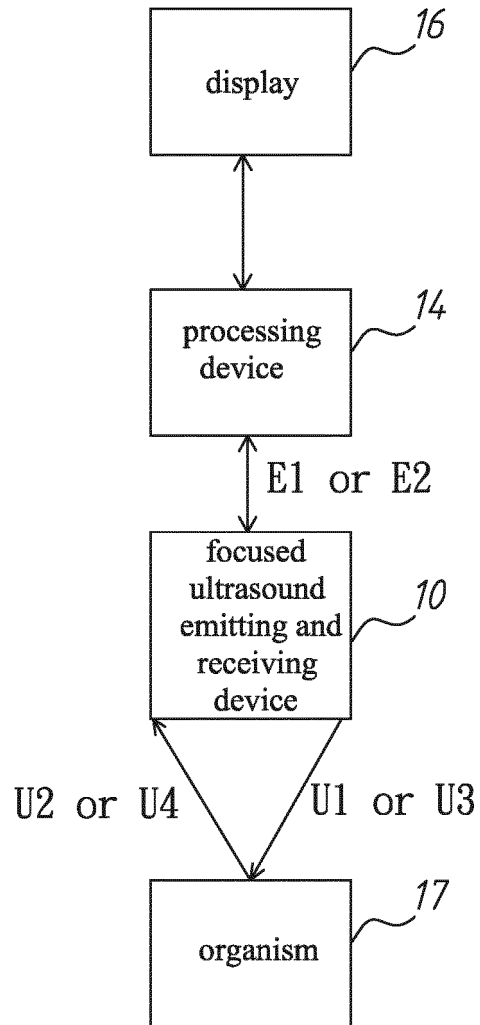 16
display
14
processing
device
E1 or E2
focused
ultrasound
emitting and
receiving
device
10
U2 or U4
U1 or U3
17
organism